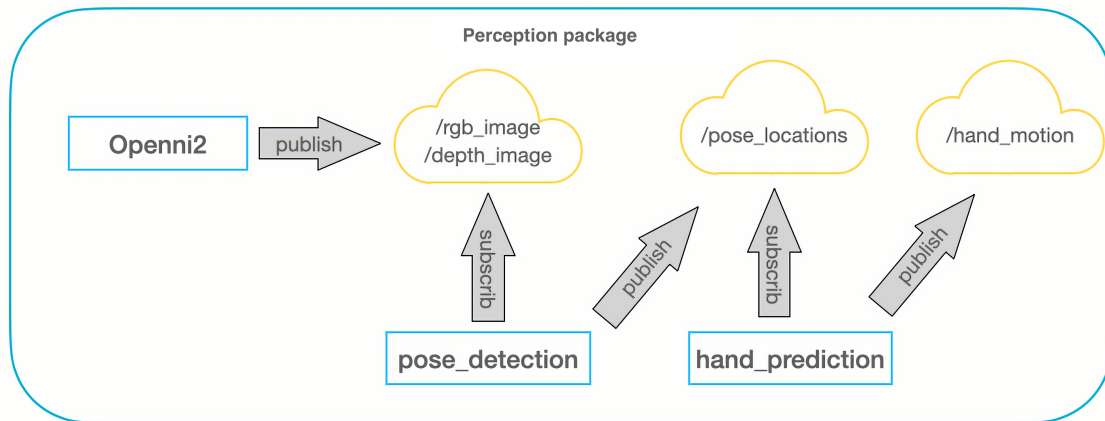 Perception package
Openni2
publish
/rgb_image
/depth_image
/pose_locations
/hand_motion
subscrib
publish
subscrib
publish
pose_detection
hand_prediction